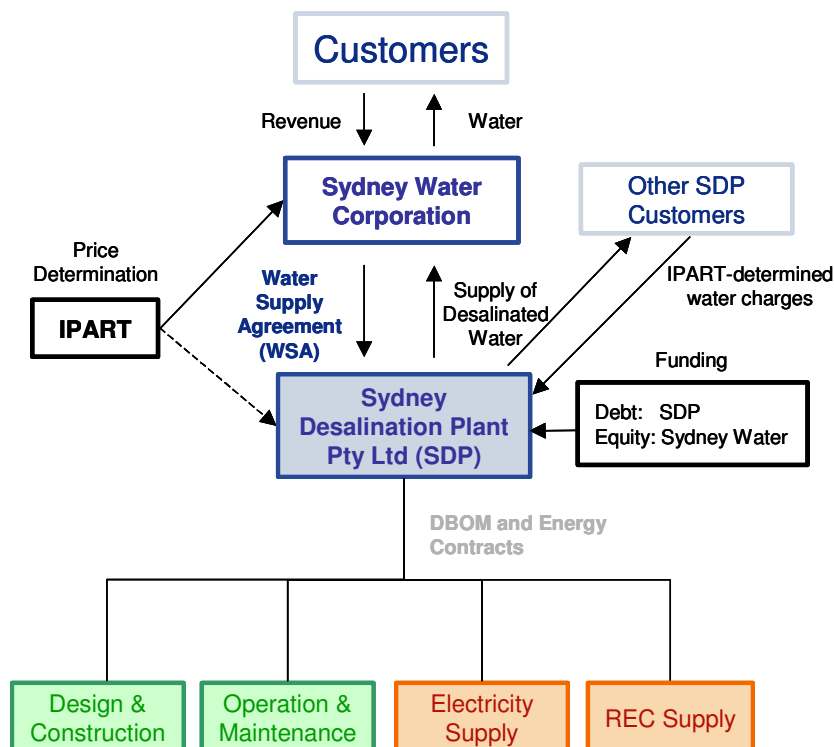 Customers
Revenue
Water
Sydney Water
Corporation
Other SDP
Customers
Price
Determination
IPART
Water
Supply
Agreement
(WSA)
Supply of
Desalinated
Water
IPART-determined
water charges
Funding
Debt: SDP
Equity: Sydney Water
Sydney
Desalination Plant
Pty Ltd (SDP)
DBOM and Energy
Contracts
Design &
Construction
Operation &
Maintenance
Electricity
Supply
REC Supply